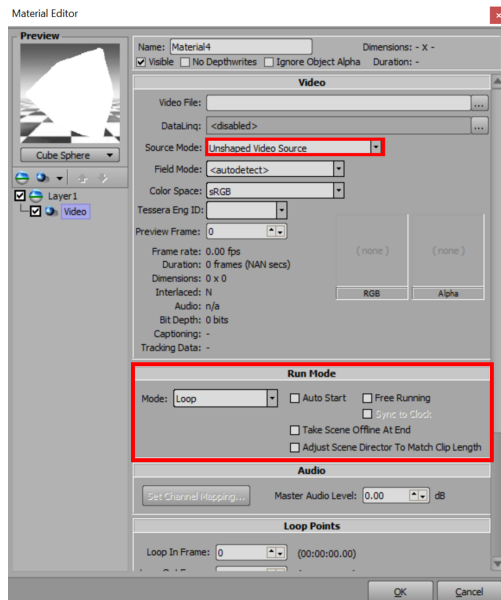 Material Editor
Preview
Name: Material4 Dimensions: - X -
Visible No Depthwrites Ignore Object Alpha Duration: -
Video
Video File: ...
DataLinq: <disabled> ...
Source Mode: Unshaped Video Source
Cube Sphere
Field Mode: <autodetect>
Color Space: sRGB
Layer1
Video
Tessera Eng ID:
Preview Frame: 0
Frame rate: 0.00 fps
Duration: 0 frames (NAN secs)
Dimensions: 0 x 0
Interlaced: N
Audio: n/a
Bit Depth: 0 bits
Captioning: -
Tracking Data: -
(none) (none)
RGB Alpha
Run Mode
Mode: Loop Auto Start Free Running
Sync to Clock
Take Scene Offline At End
Adjust Scene Director To Match Clip Length
Audio
Set Channel Mapping... Master Audio Level: 0.00 dB
Loop Points
Loop In Frame: 0 (00:00:00.00)
OK Cancel